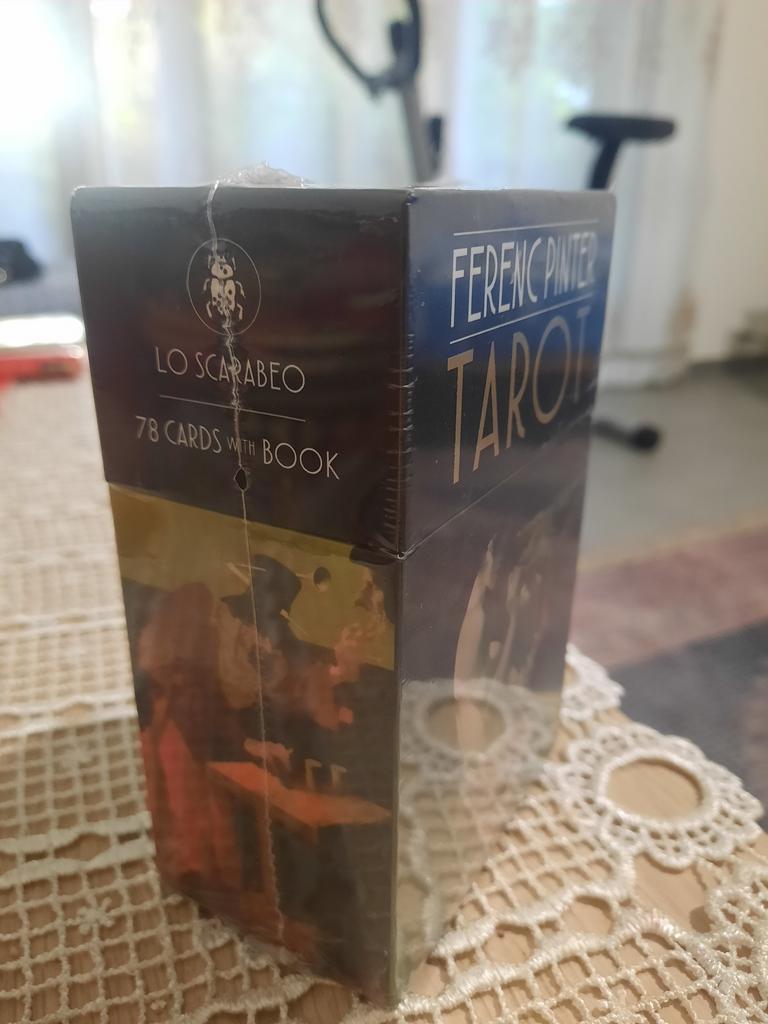 LO SCARABEO
78 CARDS WITH BOOK
FERENC PINTER
TAROT